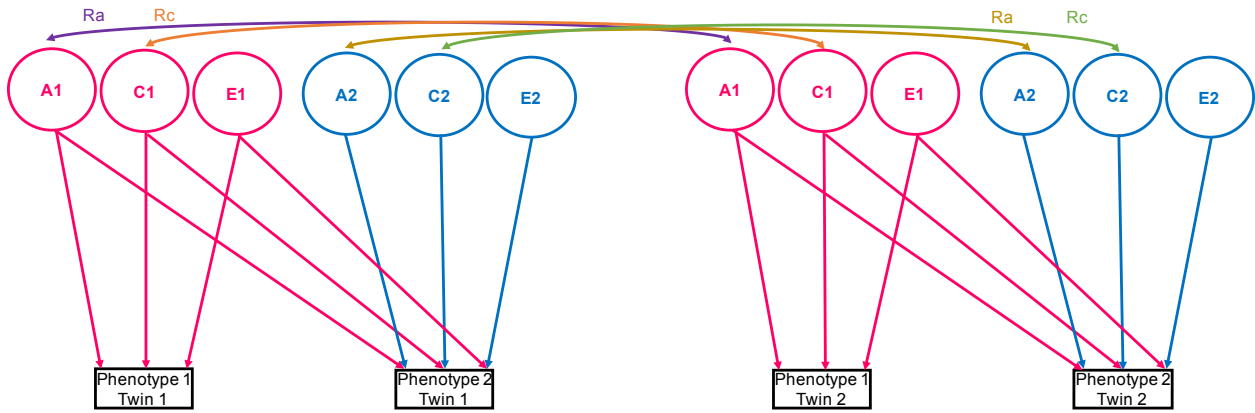 Ra Rc Ra Rc
A1 C1 E1 A2 C2 E2 A1 C1 E1 A2 C2 E2
Phenotype 1 Phenotype 2 Phenotype 1 Phenotype 2
Twin 1 Twin 1 Twin 2 Twin 2